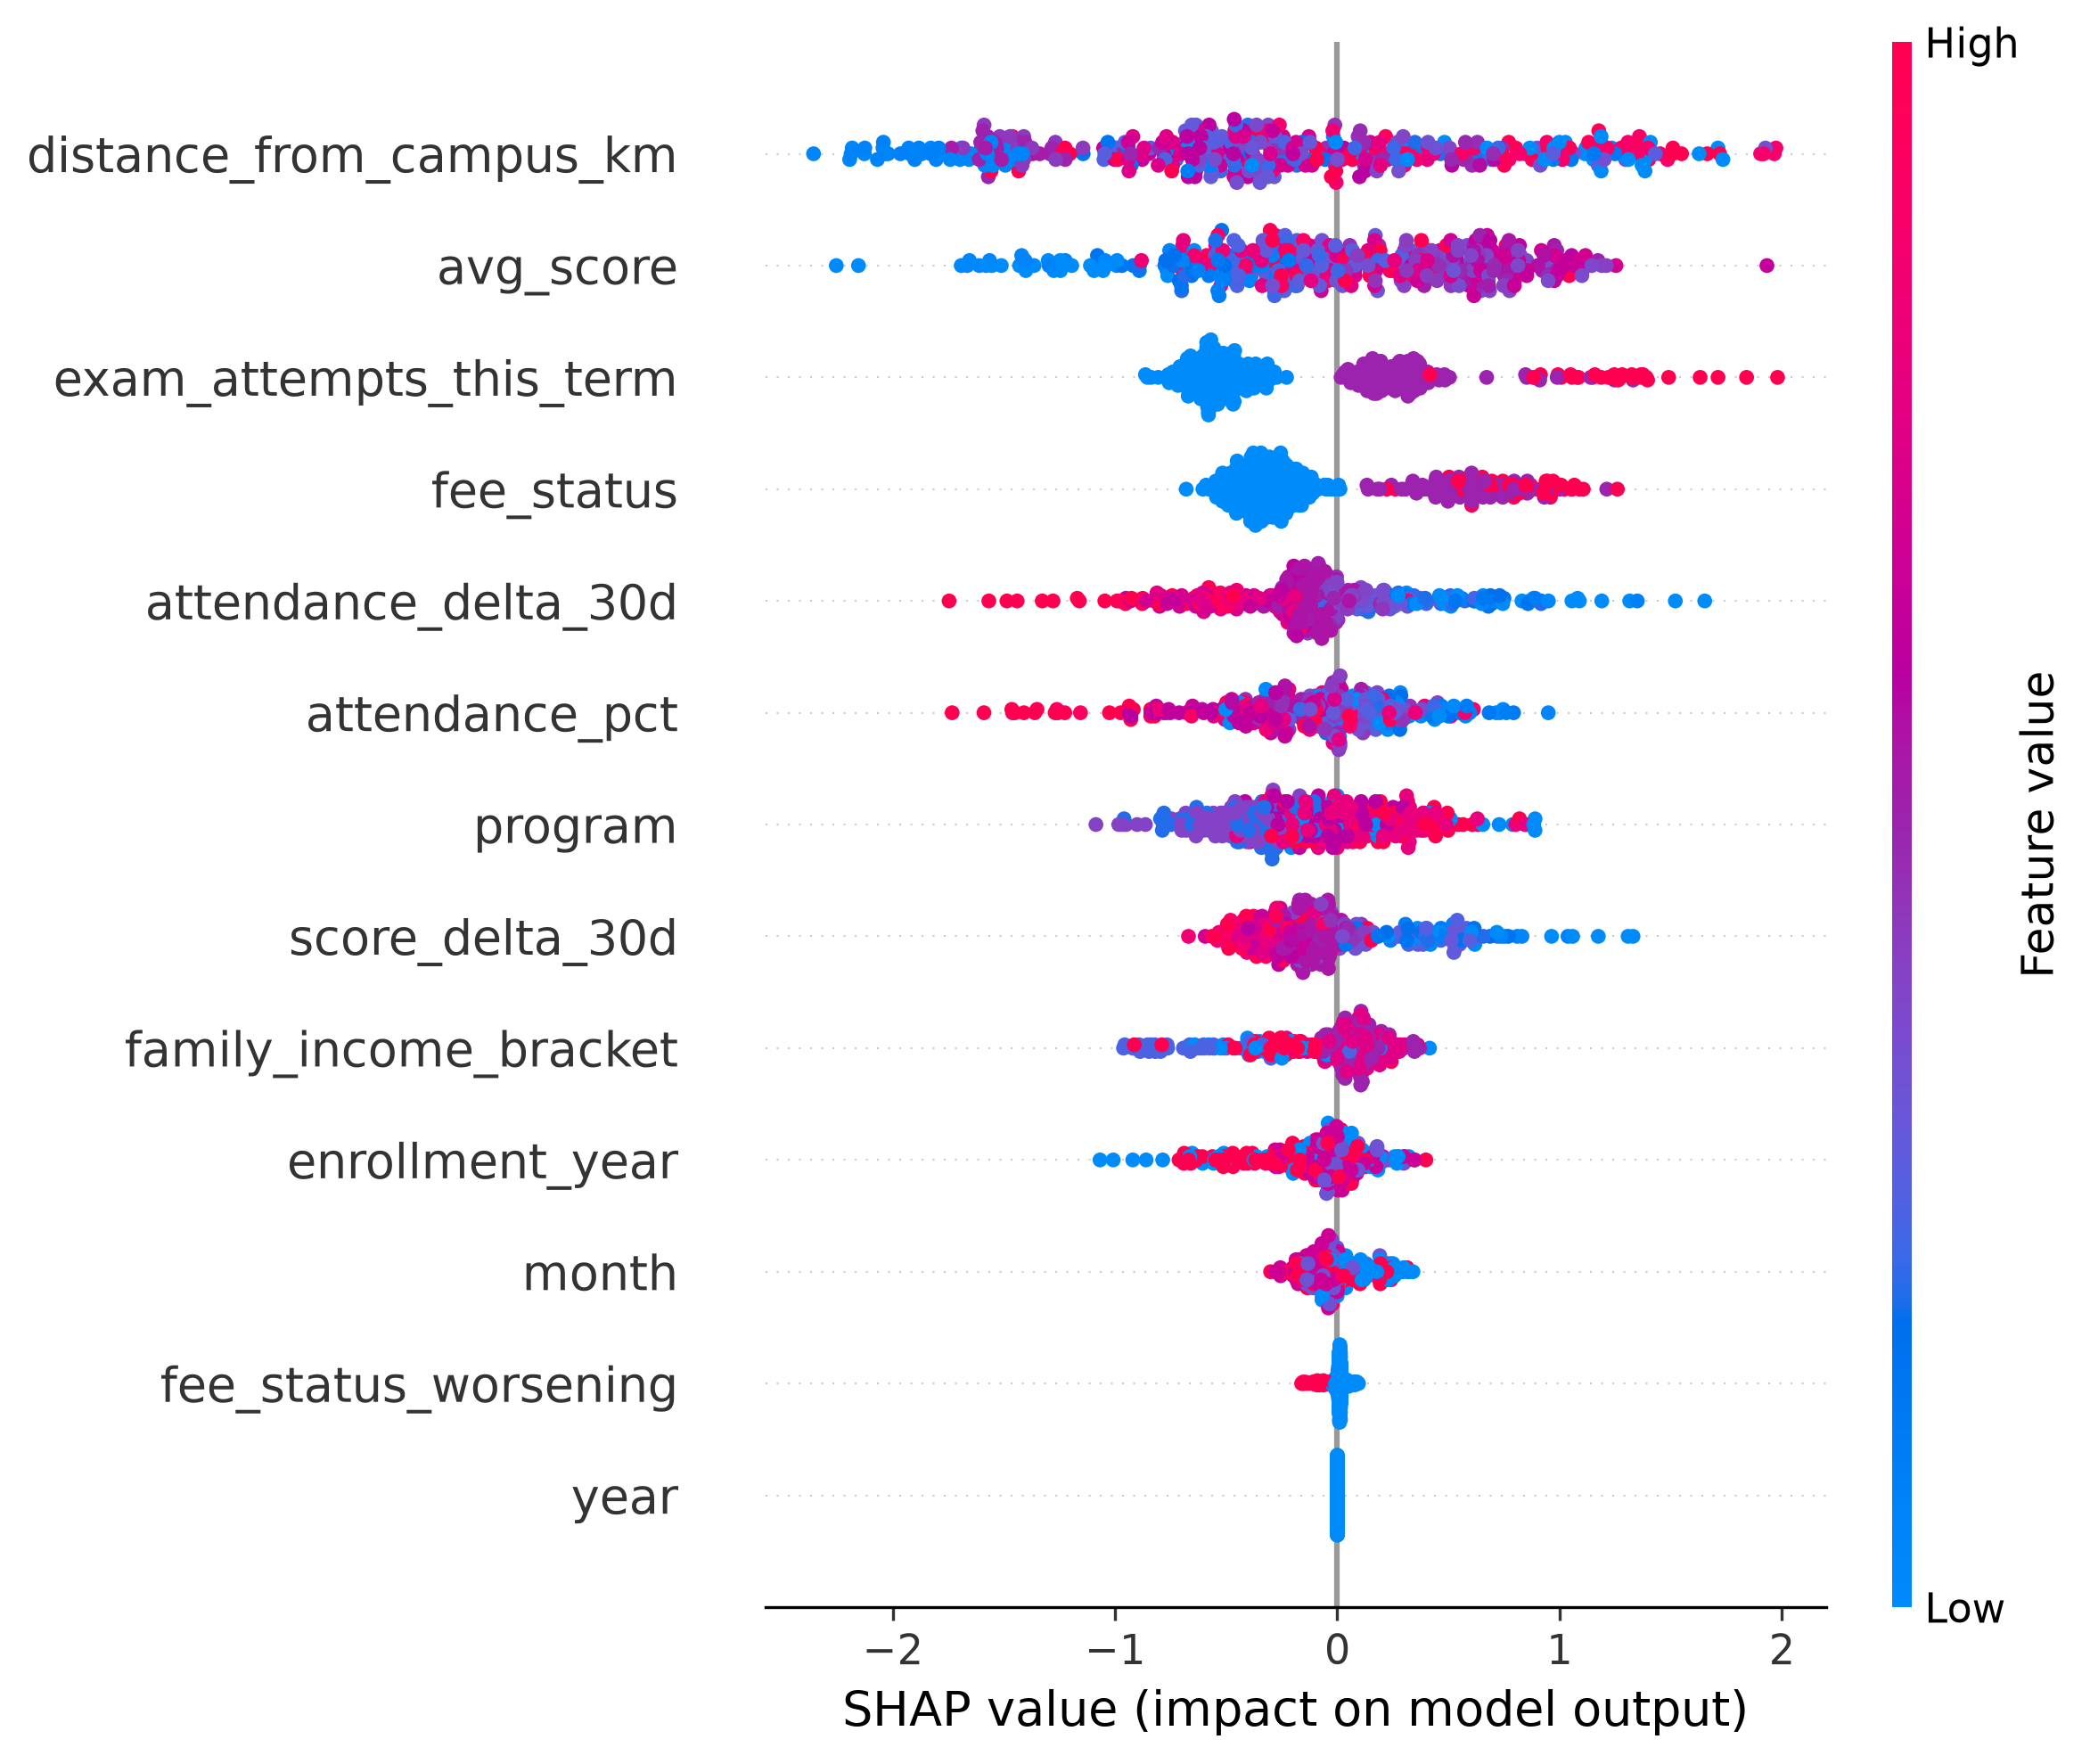 High
distance_from_campus_km
avg_score
exam_attempts_this_term
fee_status
attendance_delta_30d
attendance_pct
program
score_delta_30d
family_income_bracket
enrollment_year
month
fee_status_worsening
year
Feature value
Low
−2 −1 0 1 2
SHAP value (impact on model output)